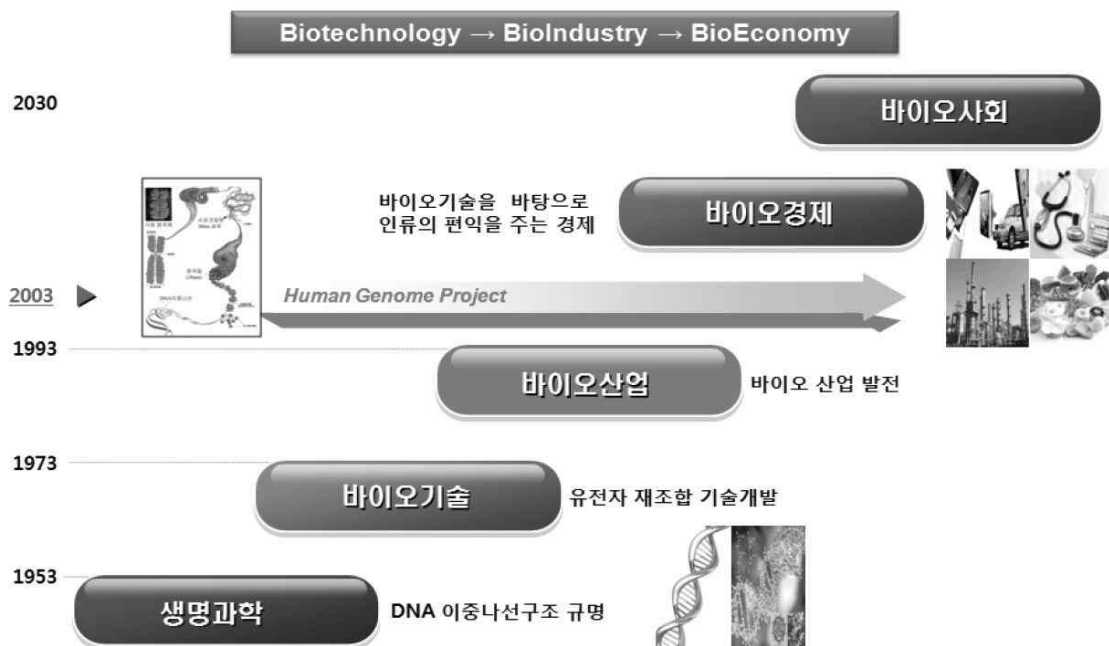 Biotechnology → BioIndustry → BioEconomy
2030
바이오사회
바이오기술을 바탕으로
인류의 편익을 주는 경제
바이오경제
2003
Human Genome Project
1993
바이오산업
바이오 산업 발전
1973
바이오기술
유전자 재조합 기술개발
1953
생명과학
DNA 이중나선구조 규명